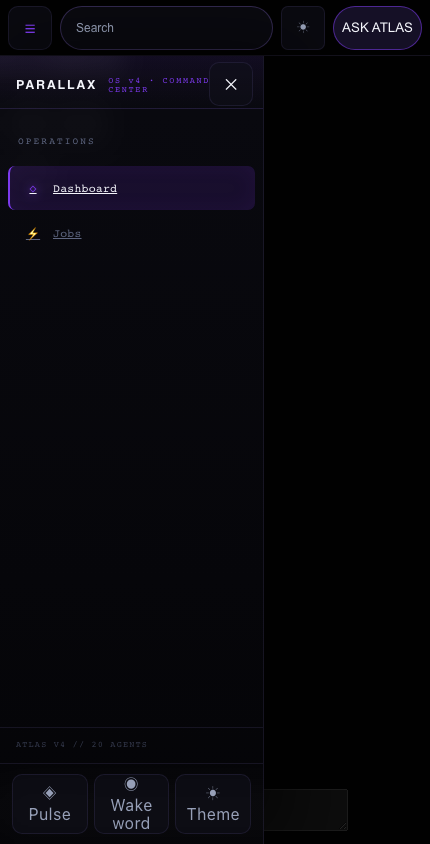 Search
ASK ATLAS
PARALLAX
OS v4 · COMMAND
CENTER
OPERATIONS
Dashboard
Jobs
ATLAS V4 // 20 AGENTS
Pulse
Wake
word
Theme